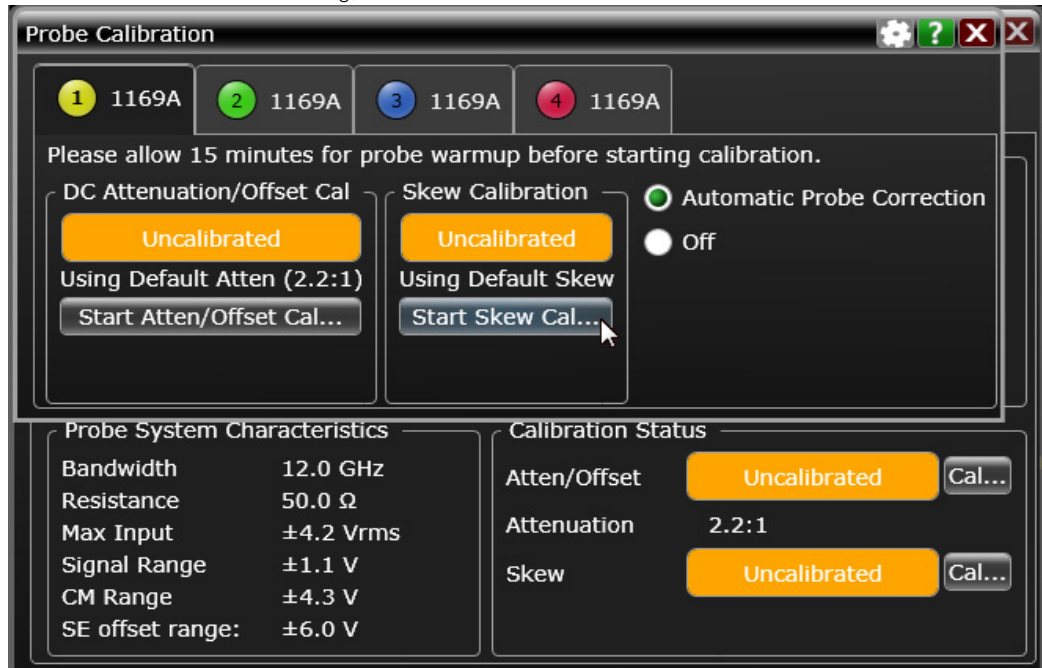 Probe Calibration
? X X
1 1169A 2 1169A 3 1169A 4 1169A
Please allow 15 minutes for probe warmup before starting calibration.
DC Attenuation/Offset Cal
Uncalibrated
Using Default Atten (2.2:1)
Start Atten/Offset Cal...
Skew Calibration
Uncalibrated
Using Default Skew
Start Skew Cal...
Automatic Probe Correction
Off
Probe System Characteristics
Bandwidth 12.0 GHz
Resistance 50.0 Ω
Max Input ±4.2 Vrms
Signal Range ±1.1 V
CM Range ±4.3 V
SE offset range: ±6.0 V
Calibration Status
Atten/Offset Uncalibrated Cal...
Attenuation 2.2:1
Skew Uncalibrated Cal...